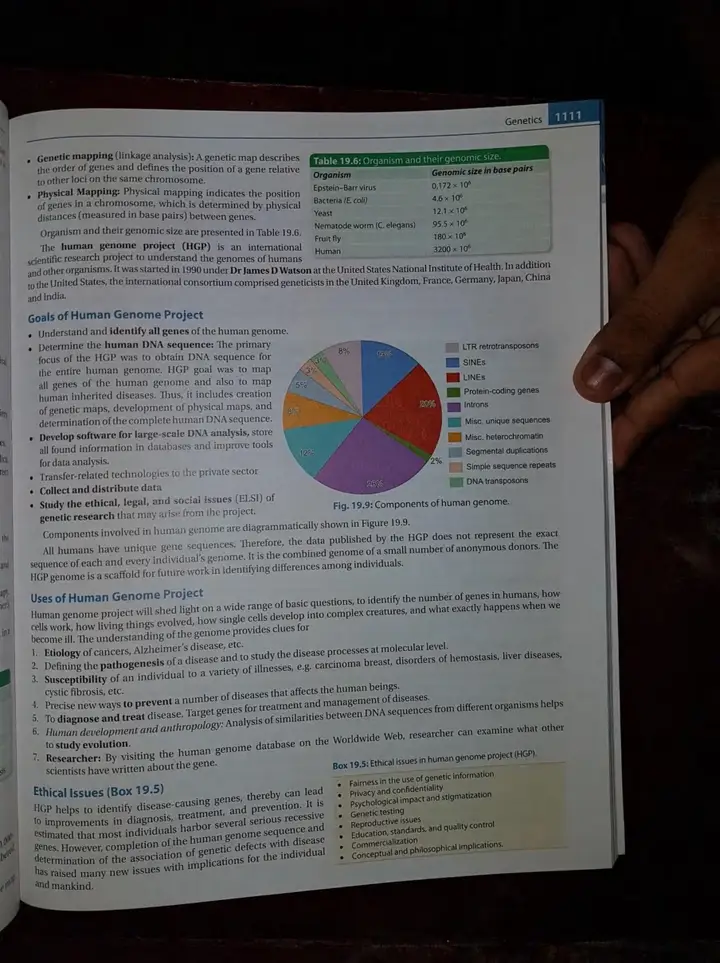 Genetics 1111
• Genetic mapping (linkage analysis): A genetic map describes
the order of genes and defines the position of a gene relative
to other loci on the same chromosome.
• Physical Mapping: Physical mapping indicates the position
of genes in a chromosome, which is determined by physical
distances (measured in base pairs) between genes.
Organism and their genomic size are presented in Table 19.6.
The human genome project (HGP) is an international
scientific research project to understand the genomes of humans
and other organisms. It was started in 1990 under Dr James D Watson at the United States National Institute of Health. In addition
to the United States, the international consortium comprised geneticists in the United Kingdom, France, Germany, Japan, China
and India.
Table 19.6: Organism and their genomic size.
Organism Genomic size in base pairs
Epstein–Barr virus 0.172 × 10⁶
Bacteria (E. coli) 4.6 × 10⁶
Yeast 12.1 × 10⁶
Nematode worm (C. elegans) 95.5 × 10⁶
Fruit fly 180 × 10⁶
Human 3200 × 10⁶
Goals of Human Genome Project
• Understand and identify all genes of the human genome.
• Determine the human DNA sequence: The primary
focus of the HGP was to obtain DNA sequence for
the entire human genome. HGP goal was to map
all genes of the human genome and also to map
human inherited diseases. Thus, it includes creation
of genetic maps, development of physical maps, and
determination of the complete human DNA sequence.
• Develop software for large-scale DNA analysis, store
all found information in databases and improve tools
for data analysis.
• Transfer-related technologies to the private sector
• Collect and distribute data
• Study the ethical, legal, and social issues (ELSI) of
genetic research that may arise from the project.
8%
20%
2%
12%
5%
3%
LTR retrotransposons
SINEs
LINEs
Protein-coding genes
Introns
Misc. unique sequences
Misc. heterochromatin
Segmental duplications
Simple sequence repeats
DNA transposons
Fig. 19.9: Components of human genome.
Components involved in human genome are diagrammatically shown in Figure 19.9.
All humans have unique gene sequences. Therefore, the data published by the HGP does not represent the exact
sequence of each and every individual's genome. It is the combined genome of a small number of anonymous donors. The
HGP genome is a scaffold for future work in identifying differences among individuals.
Uses of Human Genome Project
Human genome project will shed light on a wide range of basic questions, to identify the number of genes in humans, how
cells work, how living things evolved, how single cells develop into complex creatures, and what exactly happens when we
become ill. The understanding of the genome provides clues for
1. Etiology of cancers, Alzheimer's disease, etc.
2. Defining the pathogenesis of a disease and to study the disease processes at molecular level.
3. Susceptibility of an individual to a variety of illnesses, e.g. carcinoma breast, disorders of hemostasis, liver diseases,
cystic fibrosis, etc.
4. Precise new ways to prevent a number of diseases that affects the human beings.
5. To diagnose and treat disease. Target genes for treatment and management of diseases.
6. Human development and anthropology: Analysis of similarities between DNA sequences from different organisms helps
to study evolution.
7. Researcher: By visiting the human genome database on the Worldwide Web, researcher can examine what other
scientists have written about the gene.
Ethical Issues (Box 19.5)
HGP helps to identify disease-causing genes, thereby can lead
to improvements in diagnosis, treatment, and prevention. It is
estimated that most individuals harbor several serious recessive
genes. However, completion of the human genome sequence and
determination of the association of genetic defects with disease
has raised many new issues with implications for the individual
and mankind.
Box 19.5: Ethical issues in human genome project (HGP).
• Fairness in the use of genetic information
• Privacy and confidentiality
• Psychological impact and stigmatization
• Genetic testing
• Reproductive issues
• Education, standards, and quality control
• Commercialization
• Conceptual and philosophical implications.